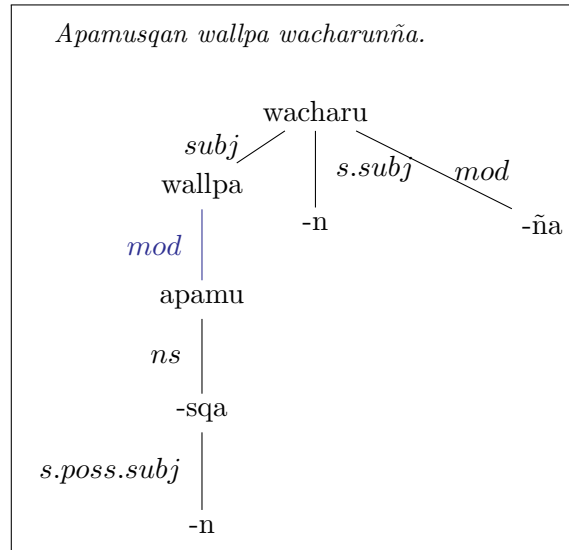 Apamusqan wallpa wacharunña.
wacharu
subj
s.subj
mod
wallpa
-n
-ña
mod
apamu
ns
-sqa
s.poss.subj
-n